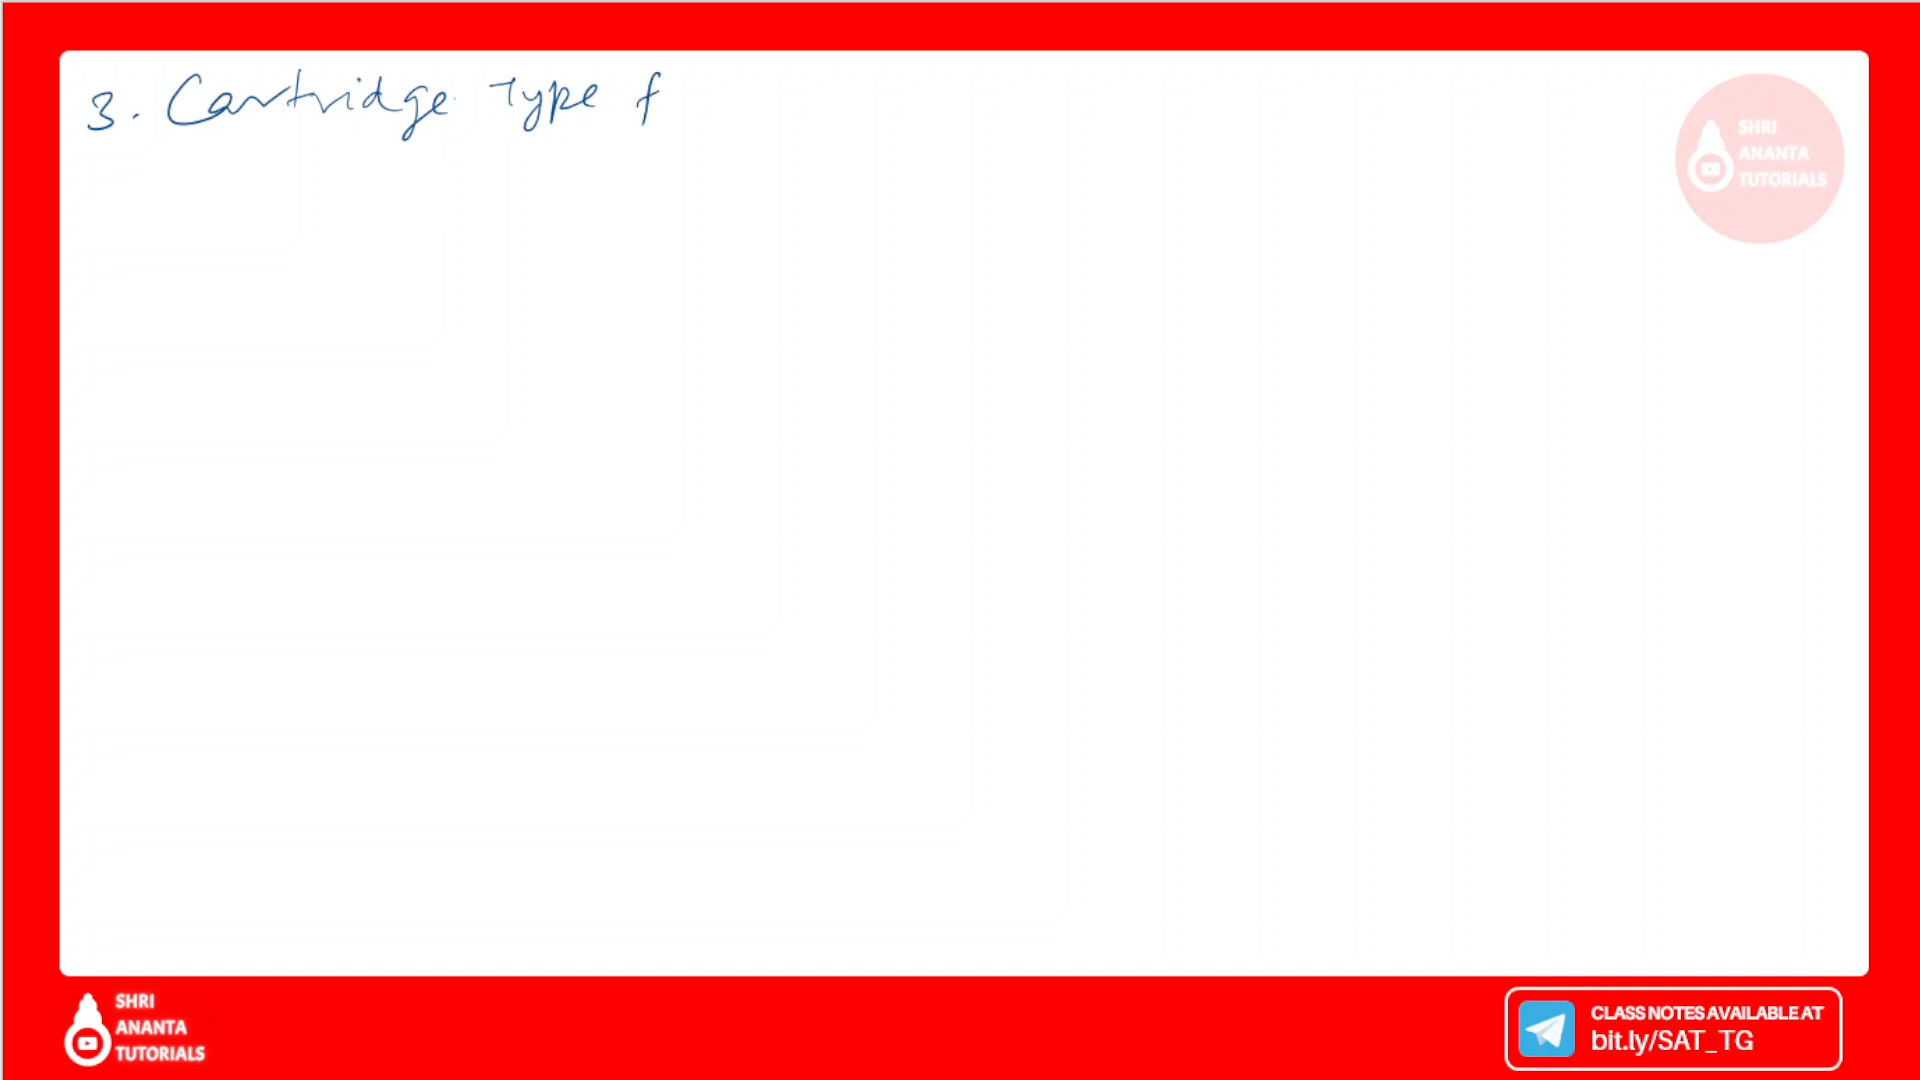 3. Cartridge Type f
SHRI
ANANTA
TUTORIALS
SHRI
ANANTA
TUTORIALS
CLASS NOTES AVAILABLE AT
bit.ly/SAT_TG